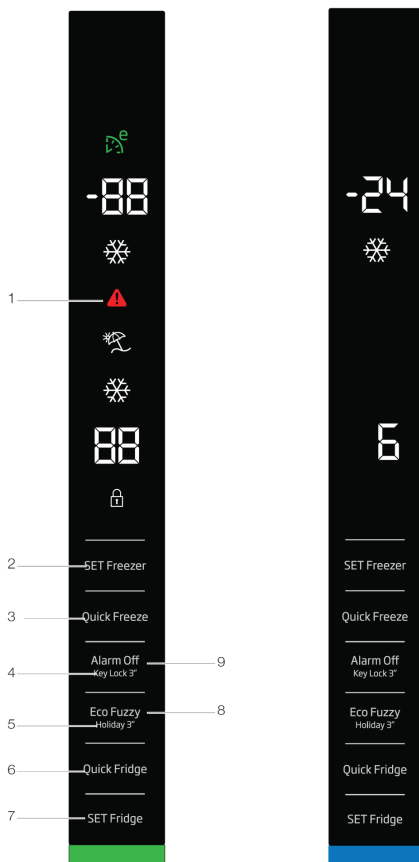 e
-88
1
88
2
SET Freezer
3
Quick Freeze
Alarm Off
9
4
Key Lock 3"
Eco Fuzzy
8
5
Holiday 3"
6
Quick Fridge
7
SET Fridge
-24
6
SET Freezer
Quick Freeze
Alarm Off
Key Lock 3"
Eco Fuzzy
Holiday 3"
Quick Fridge
SET Fridge